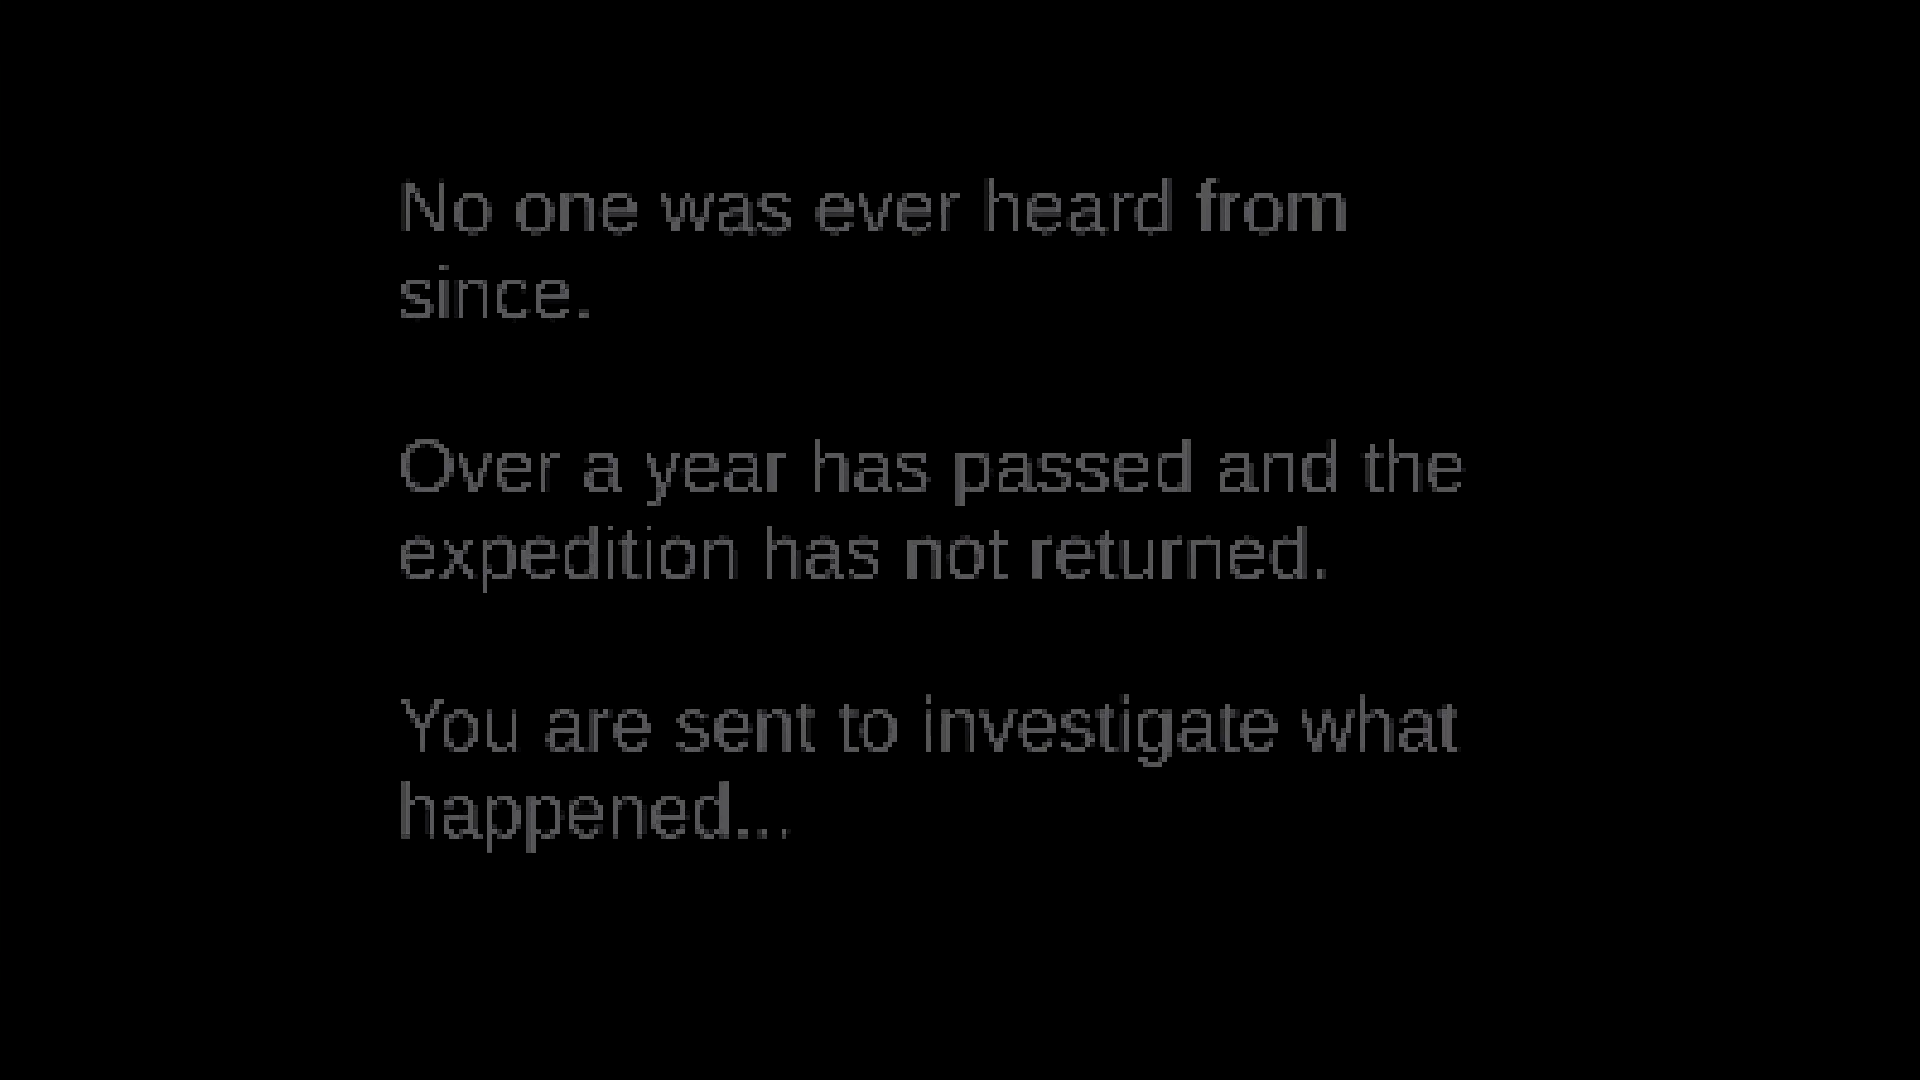 No one was ever heard from
since.
Over a year has passed and the
expedition has not returned.
You are sent to investigate what
happened...